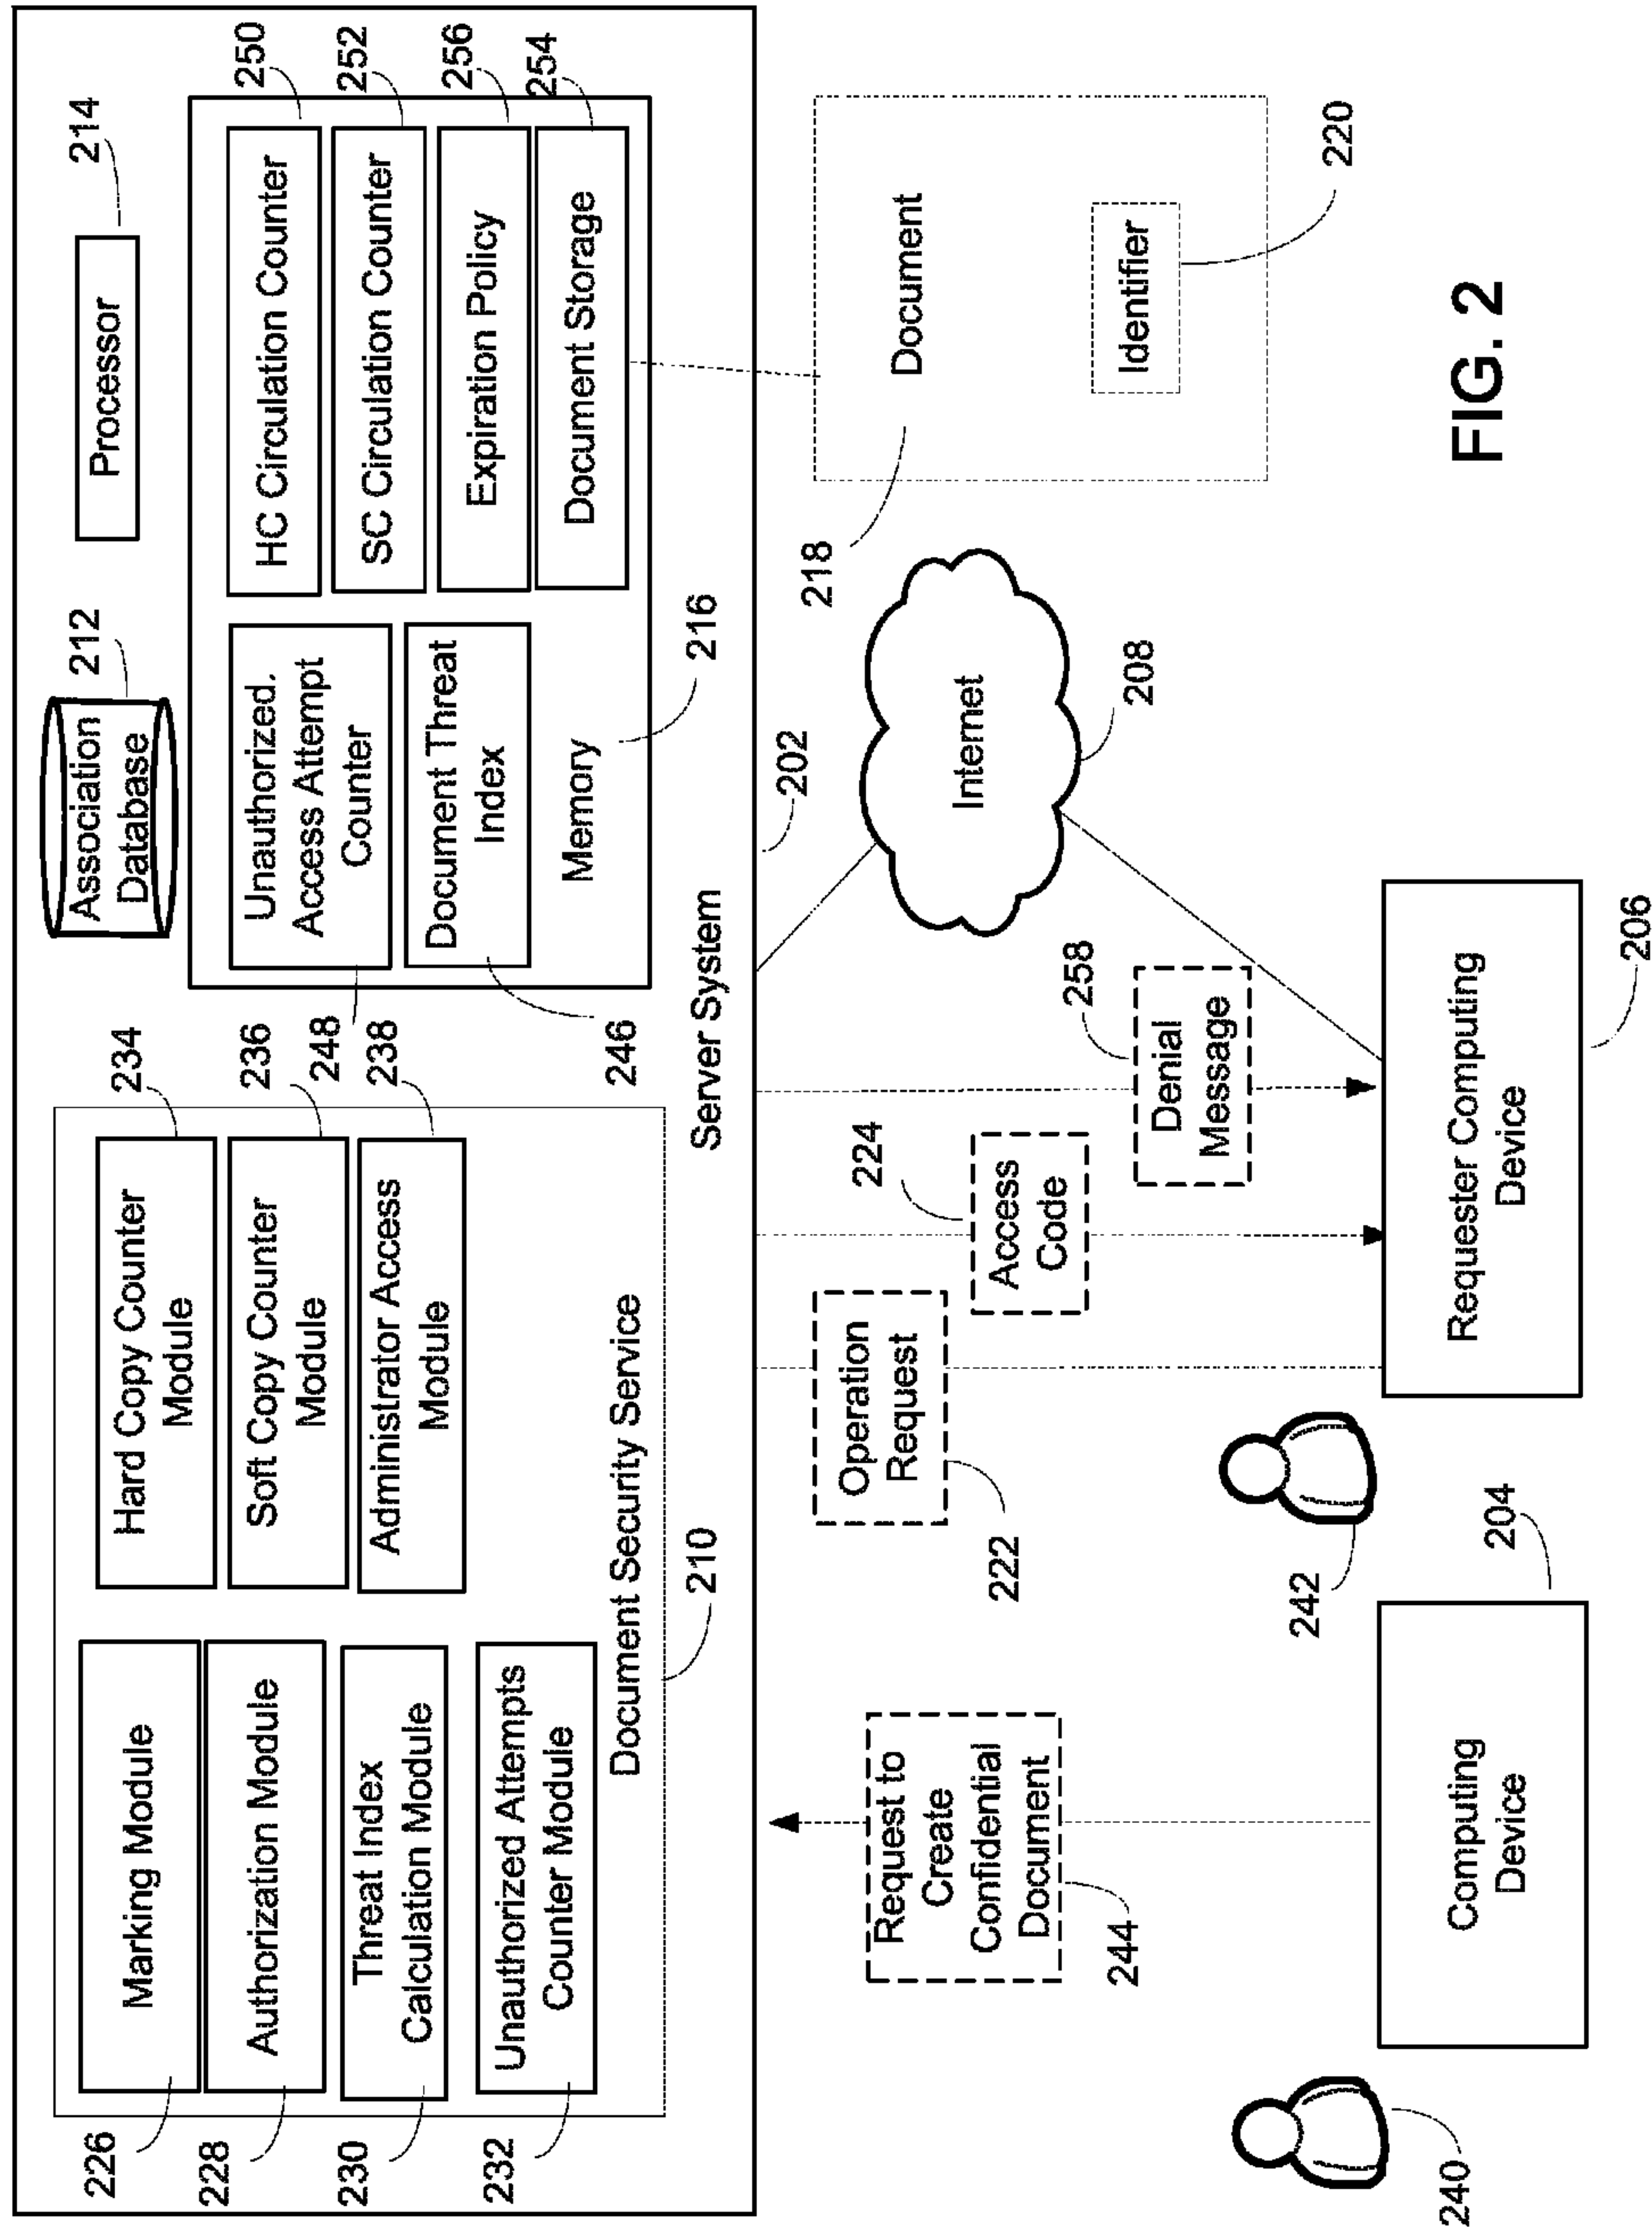 Association
Database
212
Processor
214
Marking Module
226
Authorization Module
228
Threat Index
Calculation Module
230
Unauthorized Attempts
Counter Module
232
Hard Copy Counter
Module
234
Soft Copy Counter
Module
236
Administrator Access
Module
238
Document Security Service
210
Unauthorized.
Access Attempt
Counter
248
Document Threat
Index
246
Memory
216
HC Circulation Counter
250
SC Circulation Counter
252
Expiration Policy
256
Document Storage
254
Server System
202
Request to
Create
Confidential
Document
244
Operation
Request
222
Access
Code
224
Denial
Message
258
Internet
208
Document
218
Identifier
220
240
Computing
Device
204
242
Requester Computing
Device
206
FIG. 2